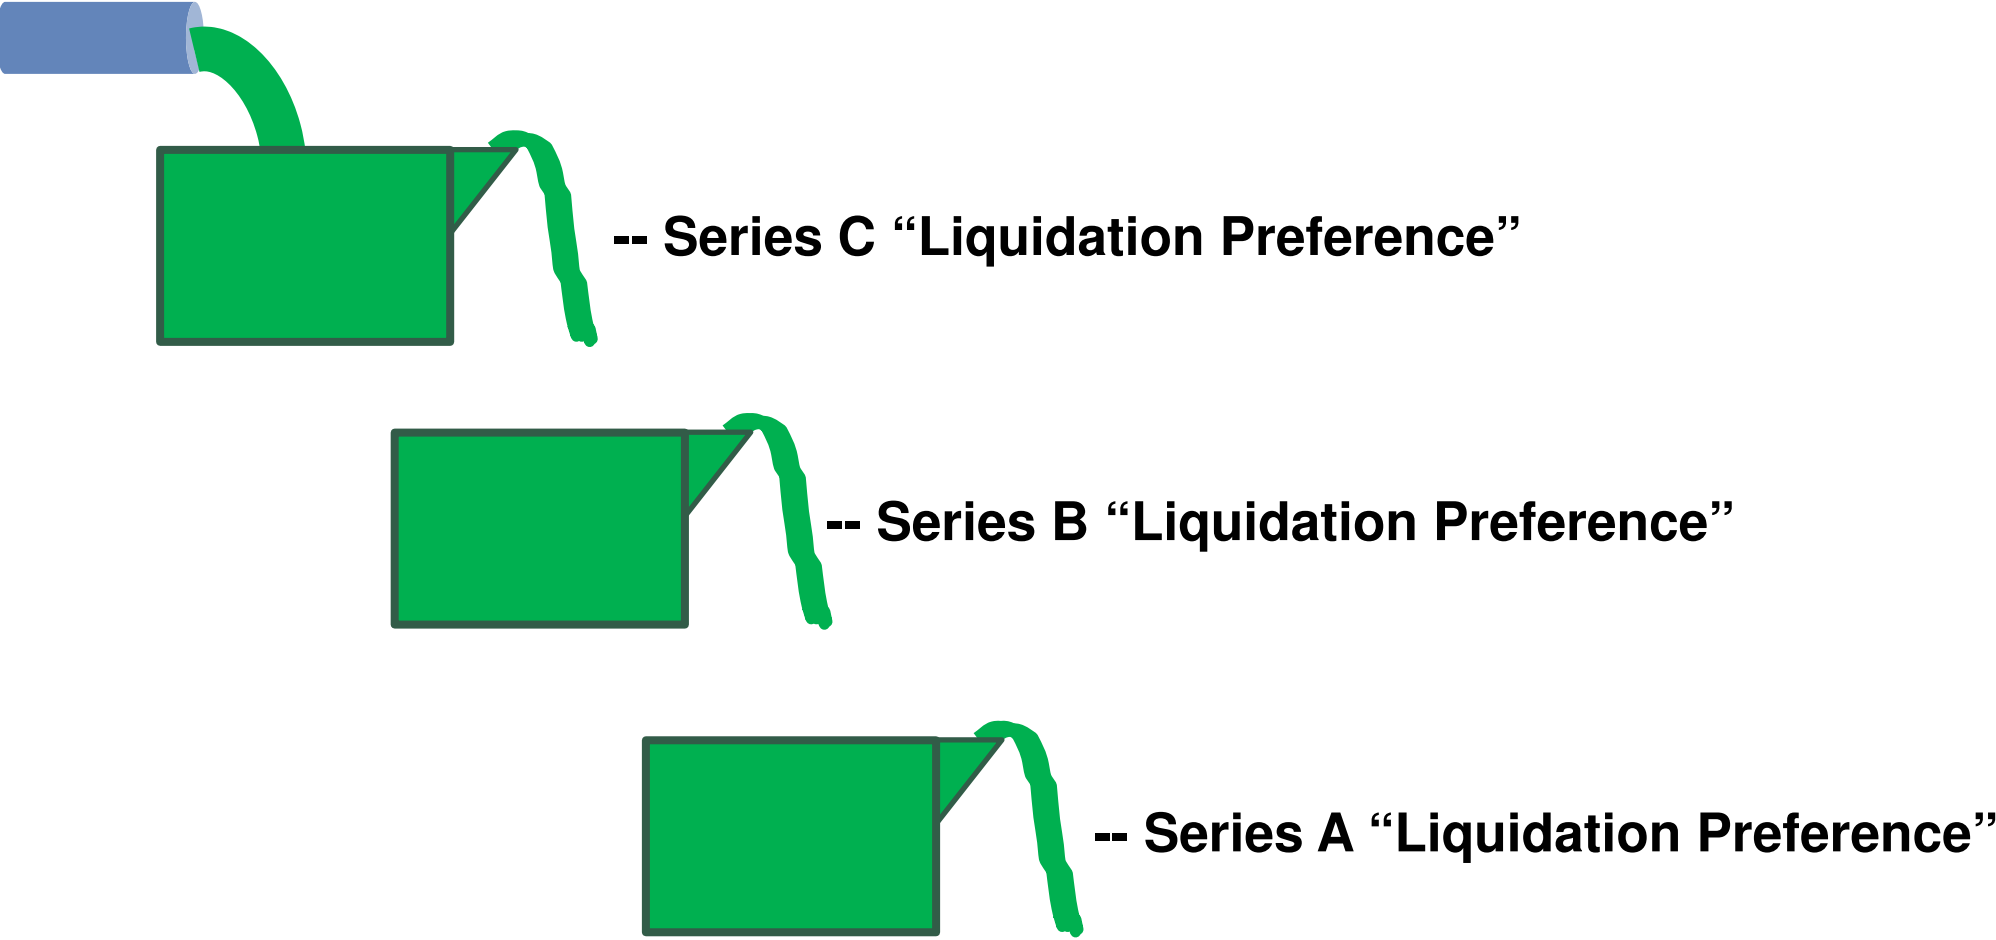 -- Series C “Liquidation Preference”
-- Series B “Liquidation Preference”
-- Series A “Liquidation Preference”